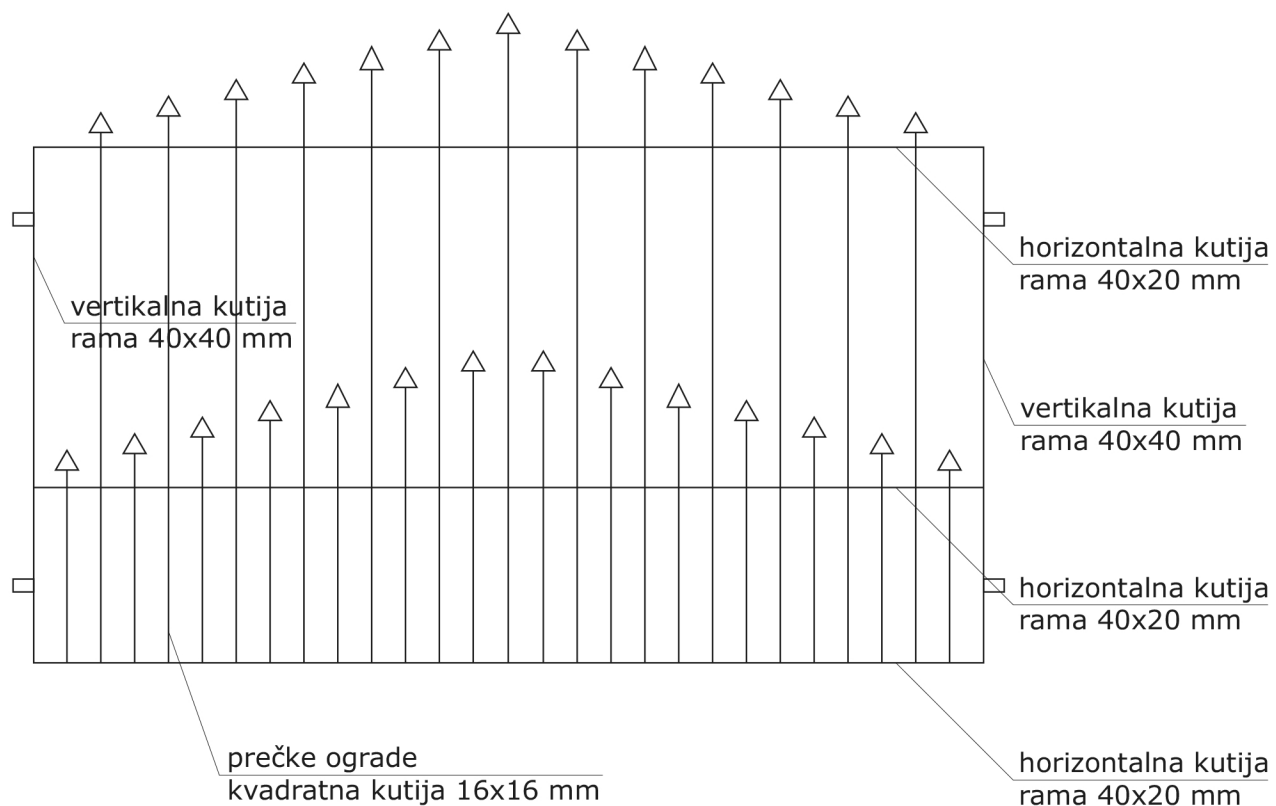 horizontalna kutija
rama 40x20 mm
vertikalna kutija
rama 40x40 mm
vertikalna kutija
rama 40x40 mm
horizontalna kutija
rama 40x20 mm
prečke ograde
kvadratna kutija 16x16 mm
horizontalna kutija
rama 40x20 mm